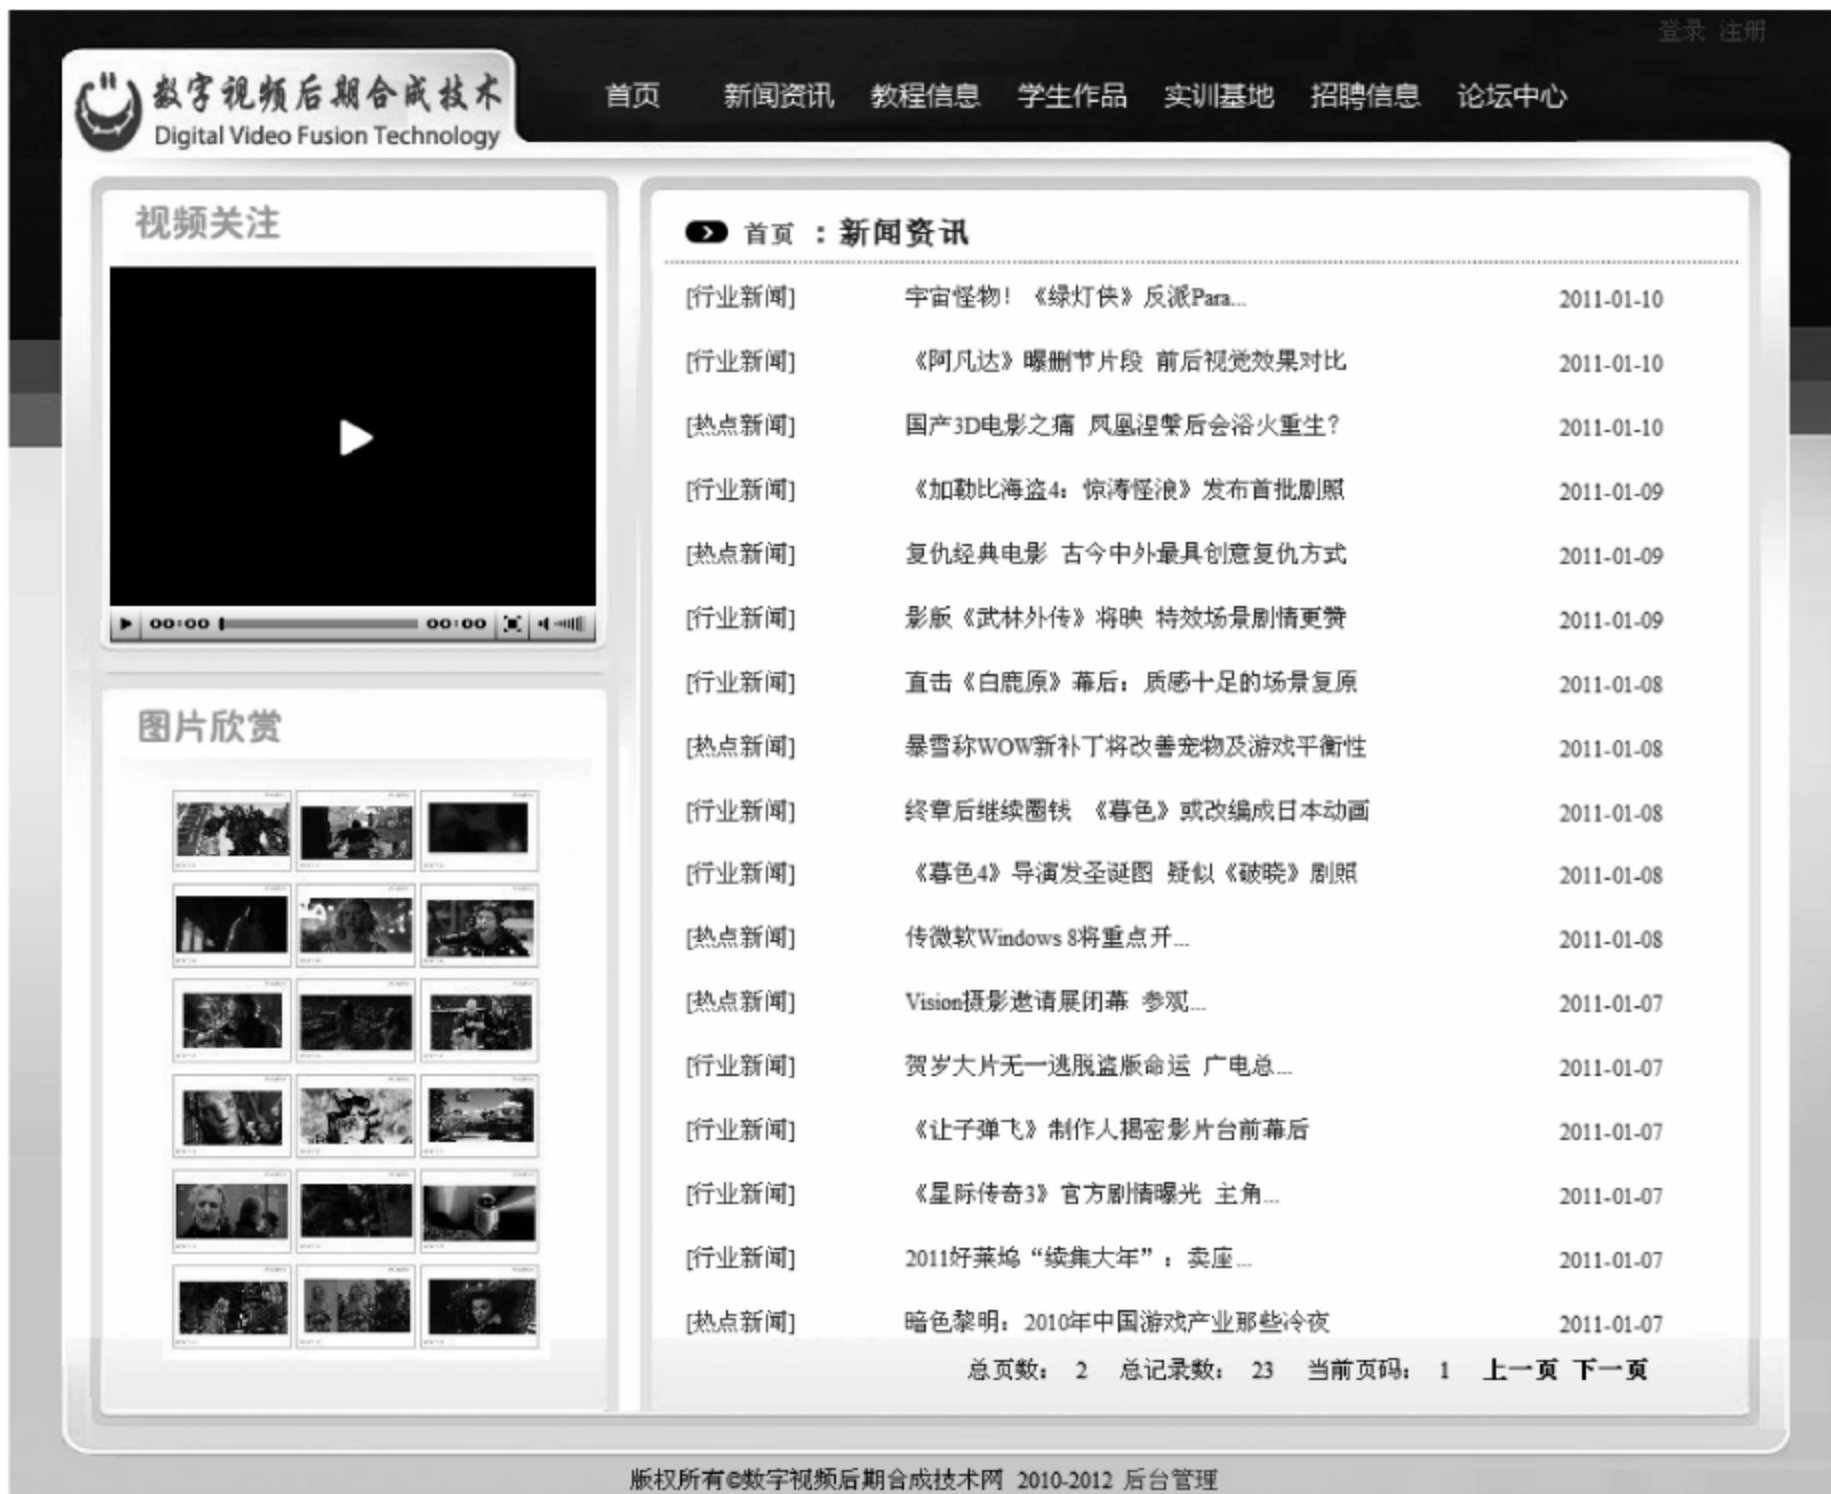 登录 注册
数字视频后期合成技术
Digital Video Fusion Technology
首页 新闻资讯 教程信息 学生作品 实训基地 招聘信息 论坛中心
视频关注
00:00 00:00
图片欣赏
首页 ：新闻资讯
[行业新闻] 宇宙怪物！《绿灯侠》反派Para... 2011-01-10
[行业新闻] 《阿凡达》曝删节片段 前后视觉效果对比 2011-01-10
[热点新闻] 国产3D电影之痛 凤凰涅槃后会浴火重生？ 2011-01-10
[行业新闻] 《加勒比海盗4：惊涛怪浪》发布首批剧照 2011-01-09
[热点新闻] 复仇经典电影 古今中外最具创意复仇方式 2011-01-09
[行业新闻] 影版《武林外传》将映 特效场景剧情更赞 2011-01-09
[行业新闻] 直击《白鹿原》幕后：质感十足的场景复原 2011-01-08
[热点新闻] 暴雪称WOW新补丁将改善宠物及游戏平衡性 2011-01-08
[行业新闻] 终章后继续圈钱 《暮色》或改编成日本动画 2011-01-08
[行业新闻] 《暮色4》导演发圣诞图 疑似《破晓》剧照 2011-01-08
[热点新闻] 传微软Windows 8将重点开... 2011-01-08
[热点新闻] Vision摄影邀请展闭幕 参观... 2011-01-07
[行业新闻] 贺岁大片无一逃脱盗版命运 广电总... 2011-01-07
[行业新闻] 《让子弹飞》制作人揭密影片台前幕后 2011-01-07
[行业新闻] 《星际传奇3》官方剧情曝光 主角... 2011-01-07
[行业新闻] 2011好莱坞“续集大年”：卖座... 2011-01-07
[热点新闻] 暗色黎明：2010年中国游戏产业那些冷夜 2011-01-07
总页数： 2 总记录数： 23 当前页码： 1 上一页 下一页
版权所有©数字视频后期合成技术网 2010-2012 后台管理